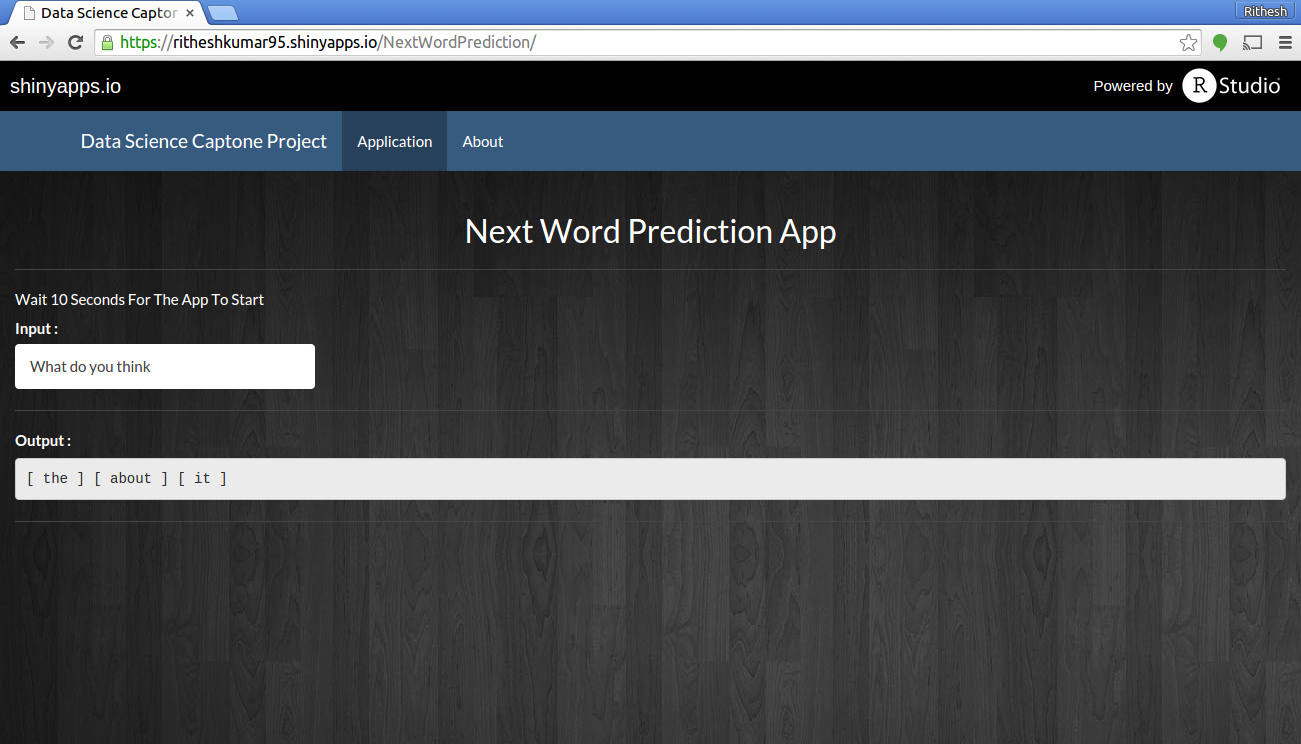 Data Science Captor ×
Rithesh
https://ritheshkumar95.shinyapps.io/NextWordPrediction/
shinyapps.io
Powered by R Studio
Data Science Captone Project
Application
About
Next Word Prediction App
Wait 10 Seconds For The App To Start
Input :
What do you think
Output :
[ the ] [ about ] [ it ]